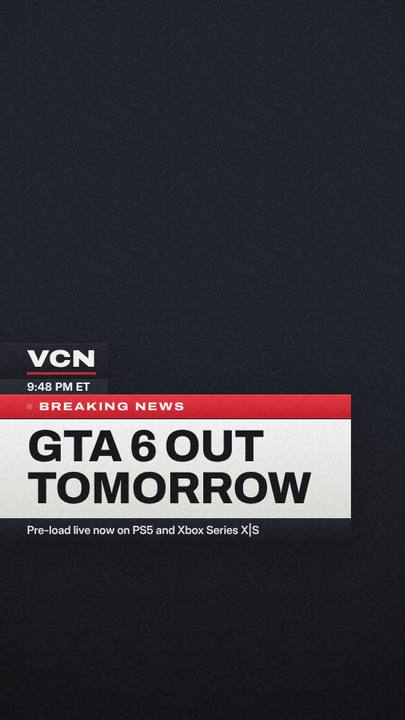 VCN
9:48 PM ET
BREAKING NEWS
GTA 6 OUT
TOMORROW
Pre-load live now on PS5 and Xbox Series X|S